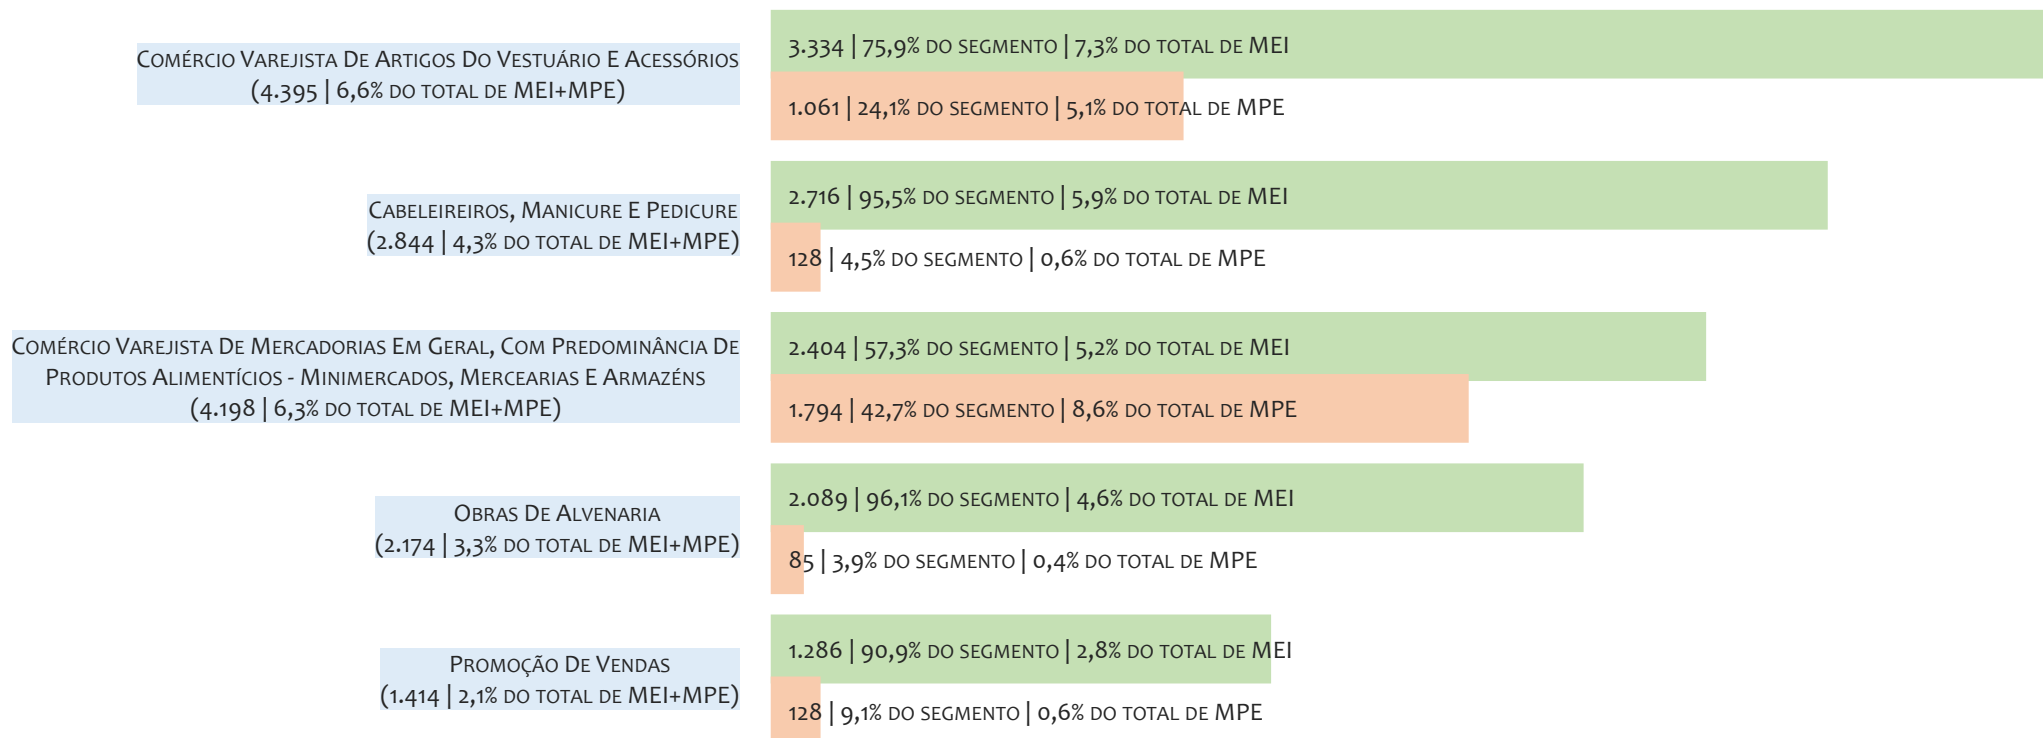 Comércio Varejista De Artigos Do Vestuário E Acessórios
(4.395 | 6,6% do total de MEI+MPE)
3.334 | 75,9% do segmento | 7,3% do total de MEI
1.061 | 24,1% do segmento | 5,1% do total de MPE
Cabeleireiros, Manicure E Pedicure
(2.844 | 4,3% do total de MEI+MPE)
2.716 | 95,5% do segmento | 5,9% do total de MEI
128 | 4,5% do segmento | 0,6% do total de MPE
Comércio Varejista De Mercadorias Em Geral, Com Predominância De
Produtos Alimentícios - Minimercados, Mercearias E Armazéns
(4.198 | 6,3% do total de MEI+MPE)
2.404 | 57,3% do segmento | 5,2% do total de MEI
1.794 | 42,7% do segmento | 8,6% do total de MPE
Obras De Alvenaria
(2.174 | 3,3% do total de MEI+MPE)
2.089 | 96,1% do segmento | 4,6% do total de MEI
85 | 3,9% do segmento | 0,4% do total de MPE
Promoção De Vendas
(1.414 | 2,1% do total de MEI+MPE)
1.286 | 90,9% do segmento | 2,8% do total de MEI
128 | 9,1% do segmento | 0,6% do total de MPE